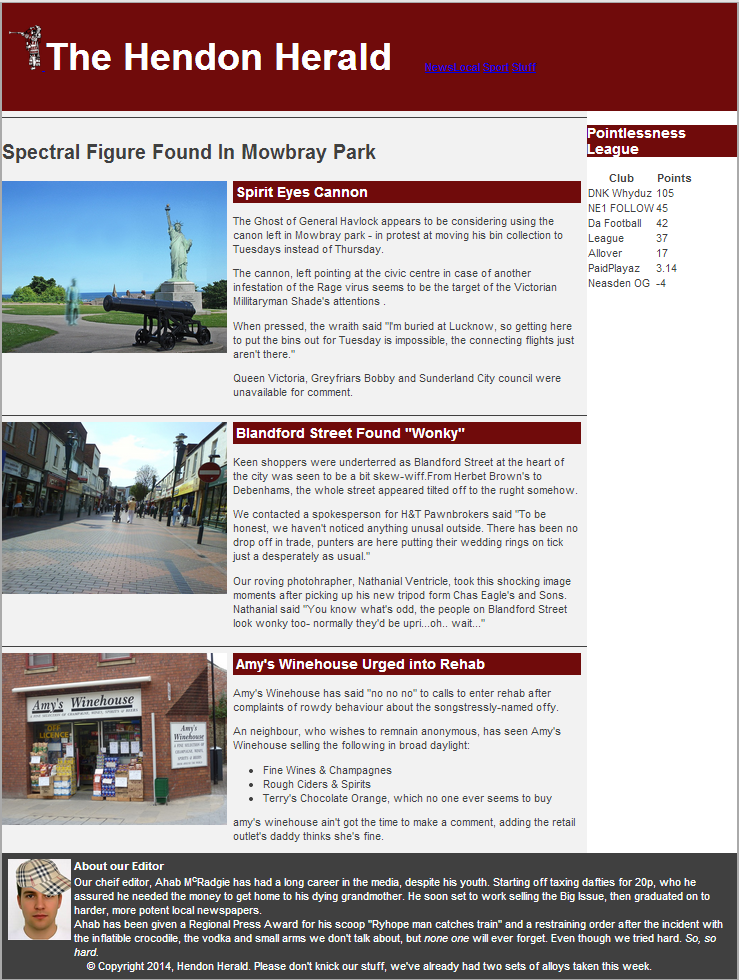 The Hendon Herald
NewsLocal Sport Stuff
Spectral Figure Found In Mowbray Park
Spirit Eyes Cannon
The Ghost of General Havlock appears to be considering using the
canon left in Mowbray park - in protest at moving his bin collection to
Tuesdays instead of Thursday.
The cannon, left pointing at the civic centre in case of another
infestation of the Rage virus seems to be the target of the Victorian
Millitaryman Shade's attentions .
When pressed, the wraith said "I'm buried at Lucknow, so getting here
to put the bins out for Tuesday is impossible, the connecting flights just
aren't there."
Queen Victoria, Greyfriars Bobby and Sunderland City council were
unavailable for comment.
Blandford Street Found "Wonky"
Keen shoppers were underterred as Blandford Street at the heart of
the city was seen to be a bit skew-wiff.From Herbet Brown's to
Debenhams, the whole street appeared tilted off to the rught somehow.
We contacted a spokesperson for H&T Pawnbrokers said "To be
honest, we haven't noticed anything unusal outside. There has been no
drop off in trade, punters are here putting their wedding rings on tick
just a desperately as usual."
Our roving photohrapher, Nathanial Ventricle, took this shocking image
moments after picking up his new tripod form Chas Eagle's and Sons.
Nathanial said "You know what's odd, the people on Blandford Street
look wonky too- normally they'd be upri...oh.. wait..."
Amy's Winehouse
OFF
LICENCE
Amy's
Winehouse
Amy's Winehouse Urged into Rehab
Amy's Winehouse has said "no no no" to calls to enter rehab after
complaints of rowdy behaviour about the songstressly-named offy.
An neighbour, who wishes to remnain anonymous, has seen Amy's
Winehouse selling the following in broad daylight:
• Fine Wines & Champagnes
• Rough Ciders & Spirits
• Terry's Chocolate Orange, which no one ever seems to buy
amy's winehouse ain't got the time to make a comment, adding the retail
outlet's daddy thinks she's fine.
Pointlessness
League
Club Points
DNK Whyduz 105
NE1 FOLLOW 45
Da Football 42
League 37
Allover 17
PaidPlayaz 3.14
Neasden OG -4
About our Editor
Our cheif editor, Ahab McRadgie has had a long career in the media, despite his youth. Starting off taxing dafties for 20p, who he
assured he needed the money to get home to his dying grandmother. He soon set to work selling the Big Issue, then graduated on to
harder, more potent local newspapers.
Ahab has been given a Regional Press Award for his scoop "Ryhope man catches train" and a restraining order after the incident with
the inflatible crocodile, the vodka and small arms we don't talk about, but none one will ever forget. Even though we tried hard. So, so
hard.
© Copyright 2014, Hendon Herald. Please don't knick our stuff, we've already had two sets of alloys taken this week.